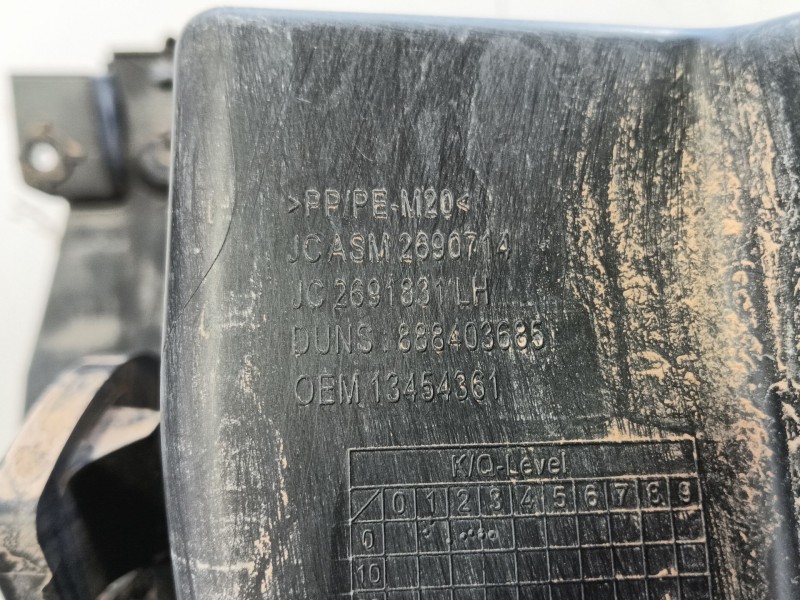 >PP/PE-M20<
JC ASM 2690714
JC 2691831 LH
DUNS : 888403685
OEM 13454361
K/Q-Level
0 1 2 3 4 5 6 7 8 9
0
10